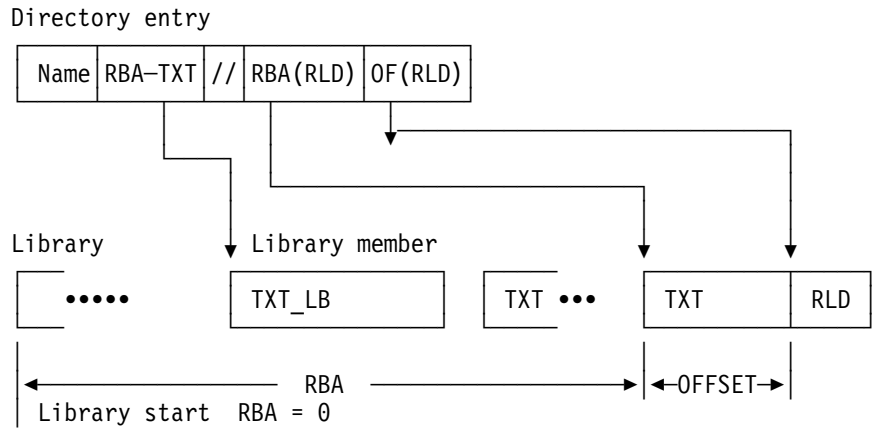 Directory entry
Name RBA—TXT // RBA(RLD) OF(RLD)
Library Library member
••••• TXT_LB TXT ••• TXT RLD
RBA OFFSET
Library start RBA = 0